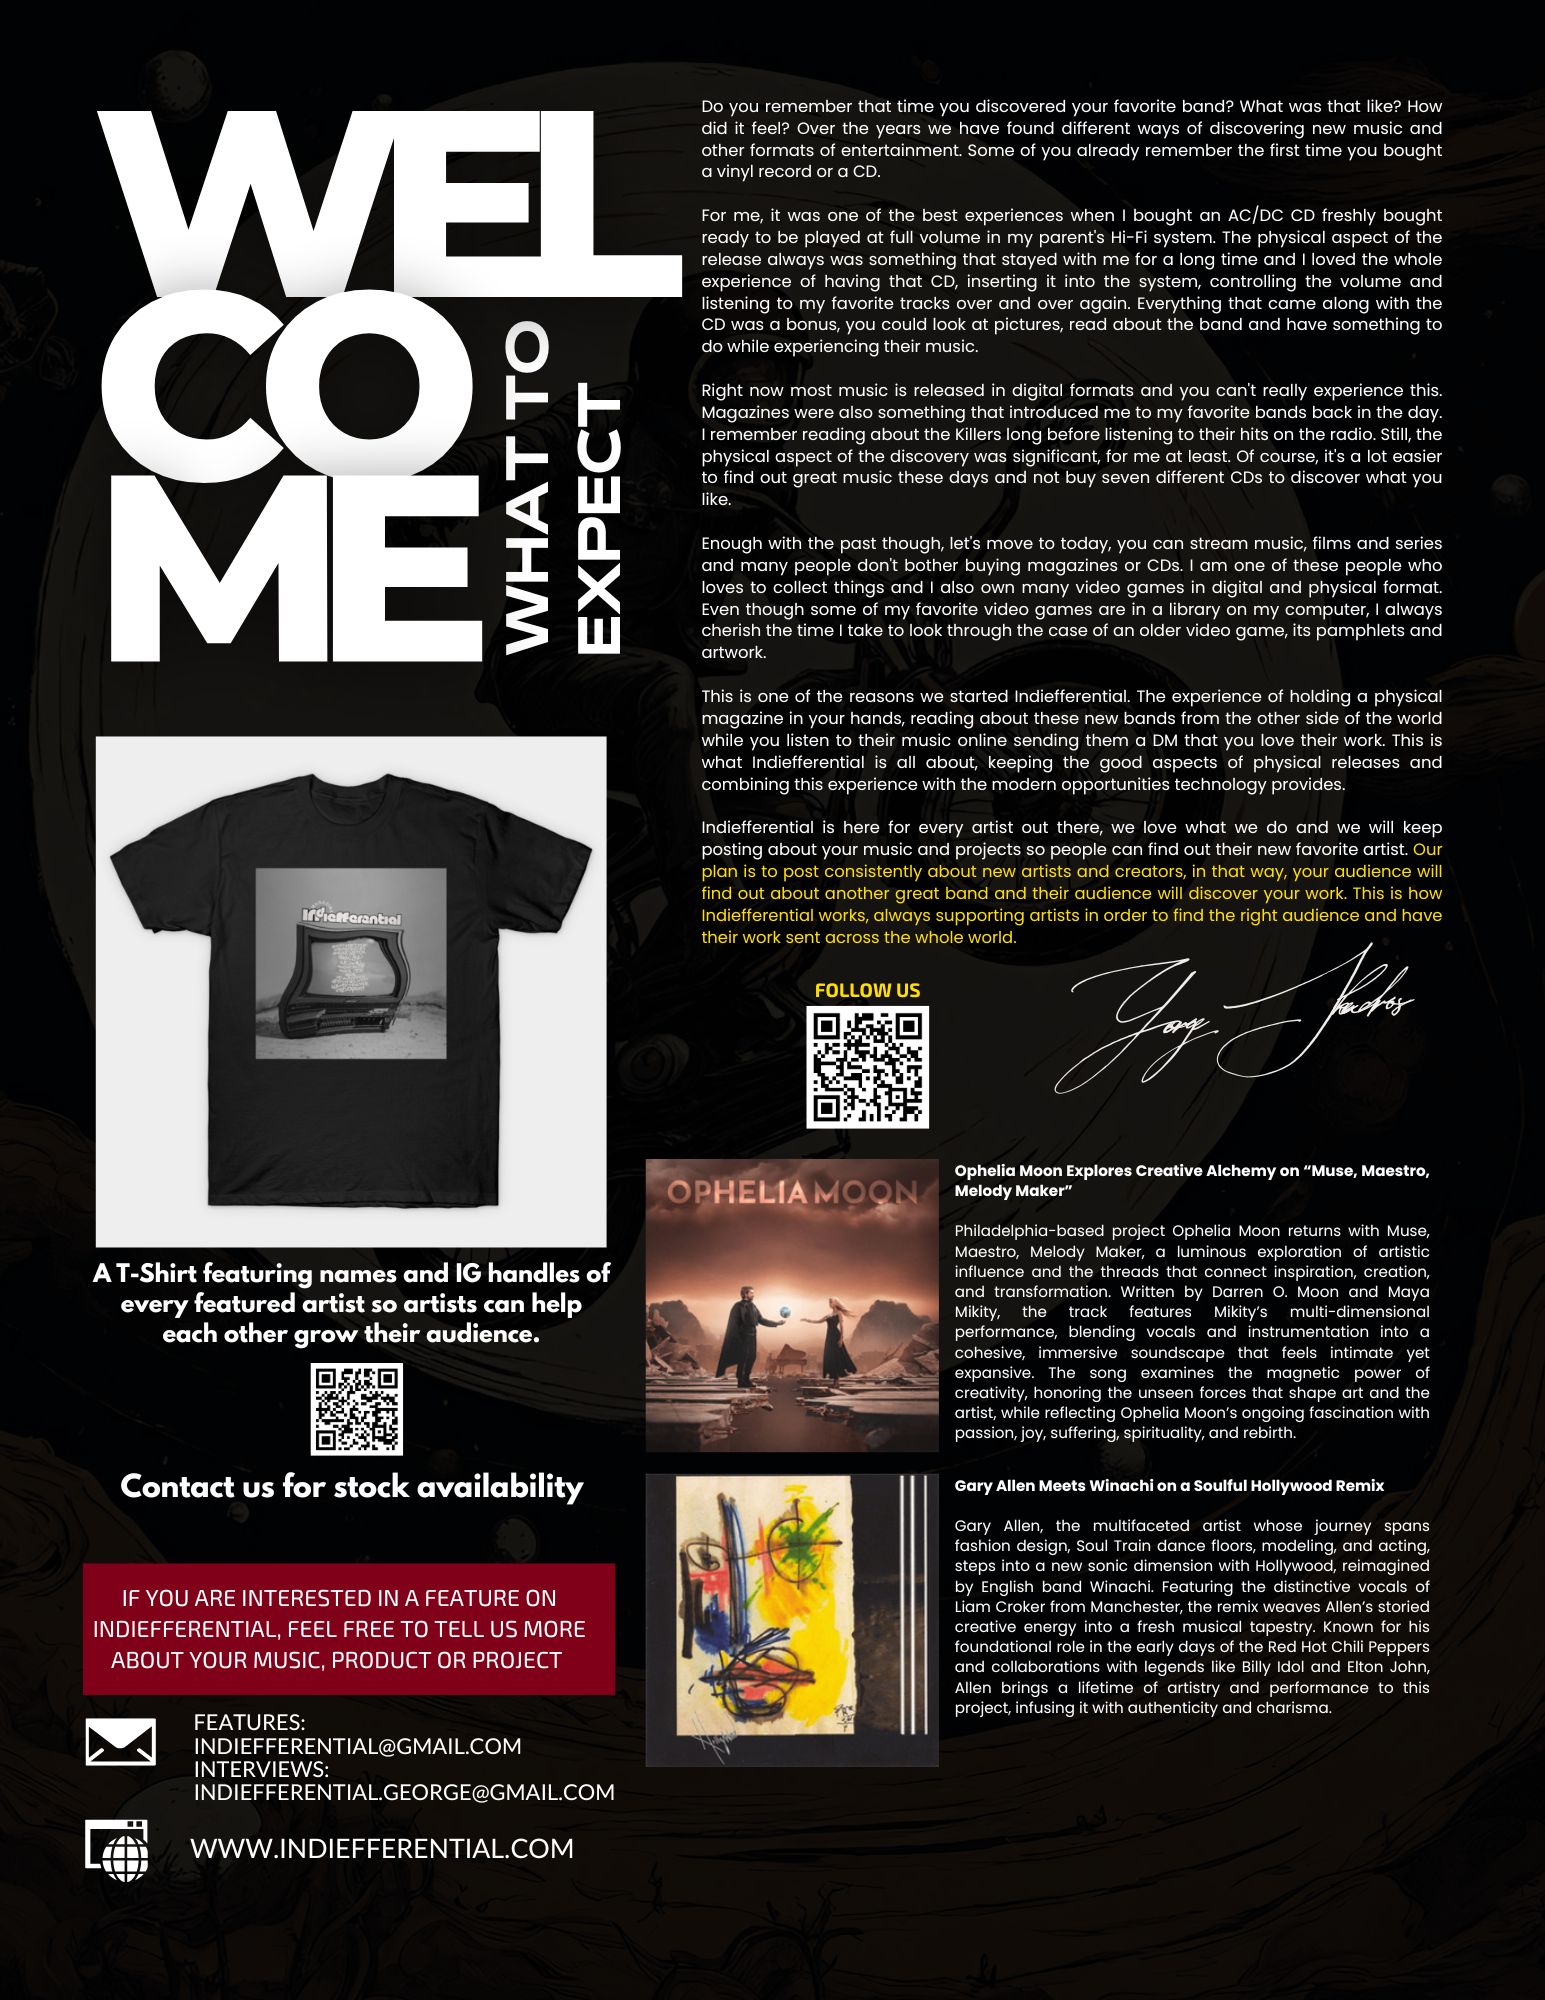 WEL
CO
ME
WHAT TO
EXPECT
Do you remember that time you discovered your favorite band? What was that like? How
did it feel? Over the years we have found different ways of discovering new music and
other formats of entertainment. Some of you already remember the first time you bought
a vinyl record or a CD.
For me, it was one of the best experiences when I bought an AC/DC CD freshly bought
ready to be played at full volume in my parent's Hi-Fi system. The physical aspect of the
release always was something that stayed with me for a long time and I loved the whole
experience of having that CD, inserting it into the system, controlling the volume and
listening to my favorite tracks over and over again. Everything that came along with the
CD was a bonus, you could look at pictures, read about the band and have something to
do while experiencing their music.
Right now most music is released in digital formats and you can't really experience this.
Magazines were also something that introduced me to my favorite bands back in the day.
I remember reading about the Killers long before listening to their hits on the radio. Still, the
physical aspect of the discovery was significant, for me at least. Of course, it's a lot easier
to find out great music these days and not buy seven different CDs to discover what you
like.
Enough with the past though, let's move to today, you can stream music, films and series
and many people don't bother buying magazines or CDs. I am one of these people who
loves to collect things and I also own many video games in digital and physical format.
Even though some of my favorite video games are in a library on my computer, I always
cherish the time I take to look through the case of an older video game, its pamphlets and
artwork.
This is one of the reasons we started Indiefferential. The experience of holding a physical
magazine in your hands, reading about these new bands from the other side of the world
while you listen to their music online sending them a DM that you love their work. This is
what Indiefferential is all about, keeping the good aspects of physical releases and
combining this experience with the modern opportunities technology provides.
Indiefferential is here for every artist out there, we love what we do and we will keep
posting about your music and projects so people can find out their new favorite artist. Our
plan is to post consistently about new artists and creators, in that way, your audience will
find out about another great band and their audience will discover your work. This is how
Indiefferential works, always supporting artists in order to find the right audience and have
their work sent across the whole world.
FOLLOW US
Indiefferential
A T-Shirt featuring names and IG handles of
every featured artist so artists can help
each other grow their audience.
Contact us for stock availability
IF YOU ARE INTERESTED IN A FEATURE ON
INDIEFFERENTIAL, FEEL FREE TO TELL US MORE
ABOUT YOUR MUSIC, PRODUCT OR PROJECT
FEATURES:
INDIEFFERENTIAL@GMAIL.COM
INTERVIEWS:
INDIEFFERENTIAL.GEORGE@GMAIL.COM
WWW.INDIEFFERENTIAL.COM
OPHELIA MOON
Ophelia Moon Explores Creative Alchemy on “Muse, Maestro,
Melody Maker”
Philadelphia-based project Ophelia Moon returns with Muse,
Maestro, Melody Maker, a luminous exploration of artistic
influence and the threads that connect inspiration, creation,
and transformation. Written by Darren O. Moon and Maya
Mikity, the track features Mikity’s multi-dimensional
performance, blending vocals and instrumentation into a
cohesive, immersive soundscape that feels intimate yet
expansive. The song examines the magnetic power of
creativity, honoring the unseen forces that shape art and the
artist, while reflecting Ophelia Moon’s ongoing fascination with
passion, joy, suffering, spirituality, and rebirth.
Gary Allen Meets Winachi on a Soulful Hollywood Remix
Gary Allen, the multifaceted artist whose journey spans
fashion design, Soul Train dance floors, modeling, and acting,
steps into a new sonic dimension with Hollywood, reimagined
by English band Winachi. Featuring the distinctive vocals of
Liam Croker from Manchester, the remix weaves Allen’s storied
creative energy into a fresh musical tapestry. Known for his
foundational role in the early days of the Red Hot Chili Peppers
and collaborations with legends like Billy Idol and Elton John,
Allen brings a lifetime of artistry and performance to this
project, infusing it with authenticity and charisma.